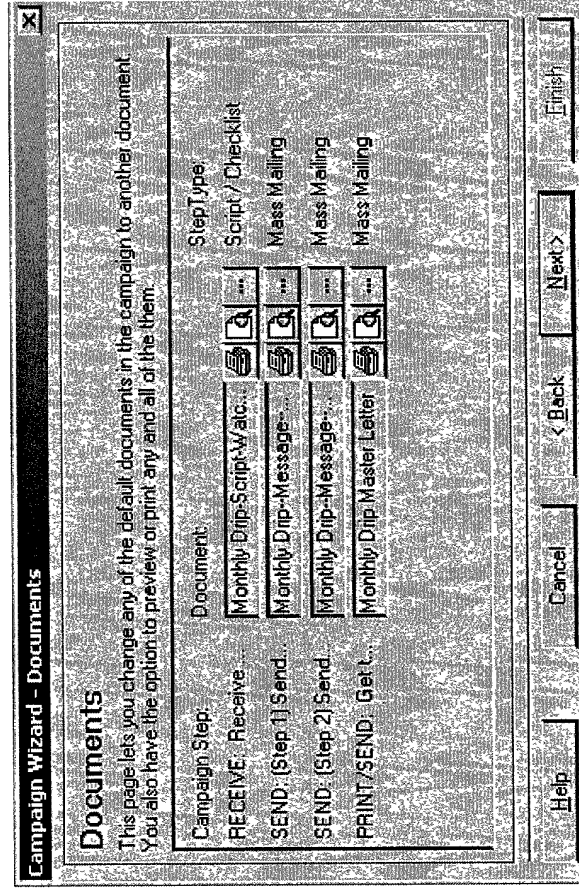 Campaign Wizard - Documents
Documents
This page lets you change any of the default documents in the campaign to another document.
You also have the option to preview or print any and all of the them.
Campaign Step: Document: StepType:
RECEIVE: Receive ... Monthly Drip-Script-Watc... ... Script / Checklist
SEND: (Step 1) Send... Monthly Drip--Message--... ... Mass Mailing
SEND: (Step 2) Send... Monthly Drip--Message--... ... Mass Mailing
PRINT/SEND: Get t... Monthly Drip Master Letter ... Mass Mailing
Help Cancel < Back Next > Finish